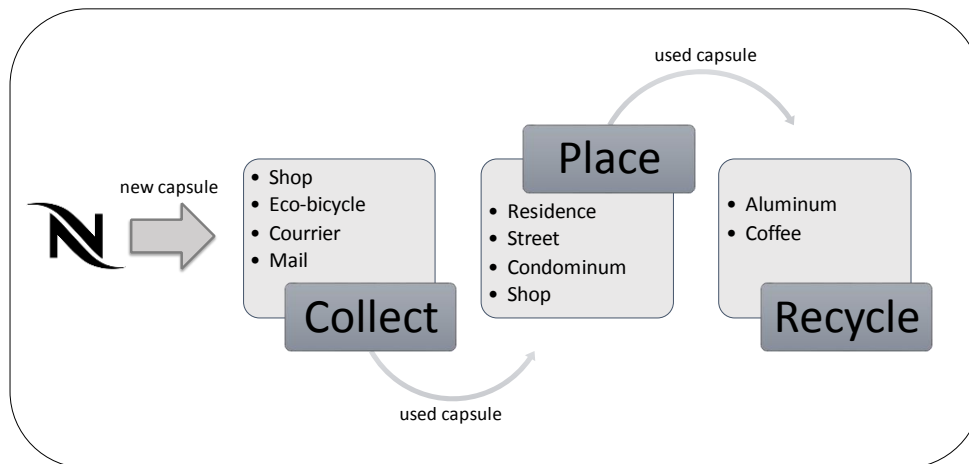 new capsule
• Shop
• Eco-bicycle
• Courrier
• Mail
Collect
used capsule
Place
• Residence
• Street
• Condominum
• Shop
used capsule
• Aluminum
• Coffee
Recycle